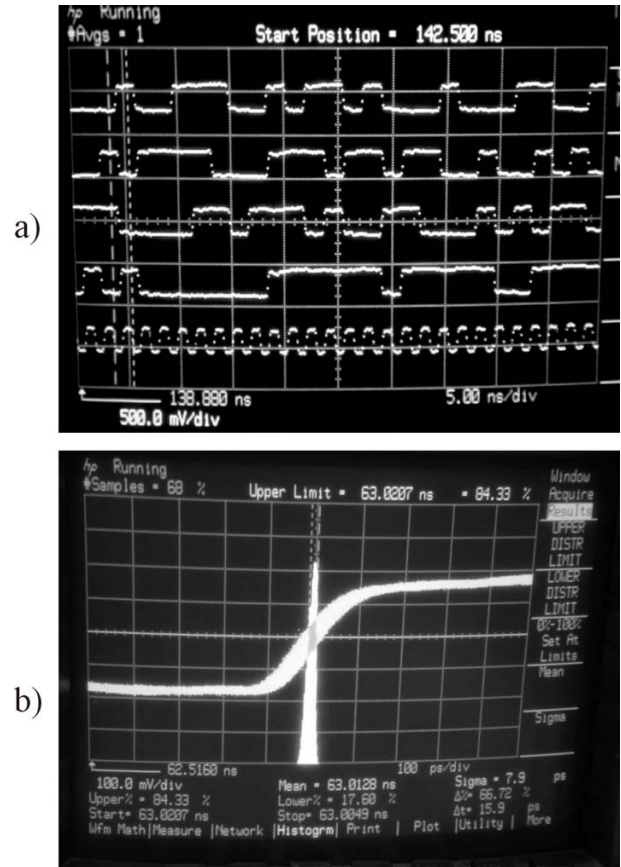 a)
hp Running
#Avgs = 1 Start Position = 142.500 ns
138.880 ns 5.00 ns/div
500.0 mV/div
b)
hp Running
#Samples = 68 % Upper Limit = 63.0207 ns = 84.33 %
Window
Acquire
Results
UPPER
DISTR
LIMIT
LOWER
DISTR
LIMIT
0%-100%
Set At
Limits
Mean
Sigma
62.5160 ns 100 ps/div
100.0 mV/div Mean = 63.0128 ns Sigma = 7.9 ps
Upper% = 84.33 % Lower% = 17.60 % Δ% = 66.72 %
Start= 63.0207 ns Stop= 63.0049 ns Δt = 15.9 ps
Wfm Math|Measure |Network |Histogrm| Print | Plot |Utility | More